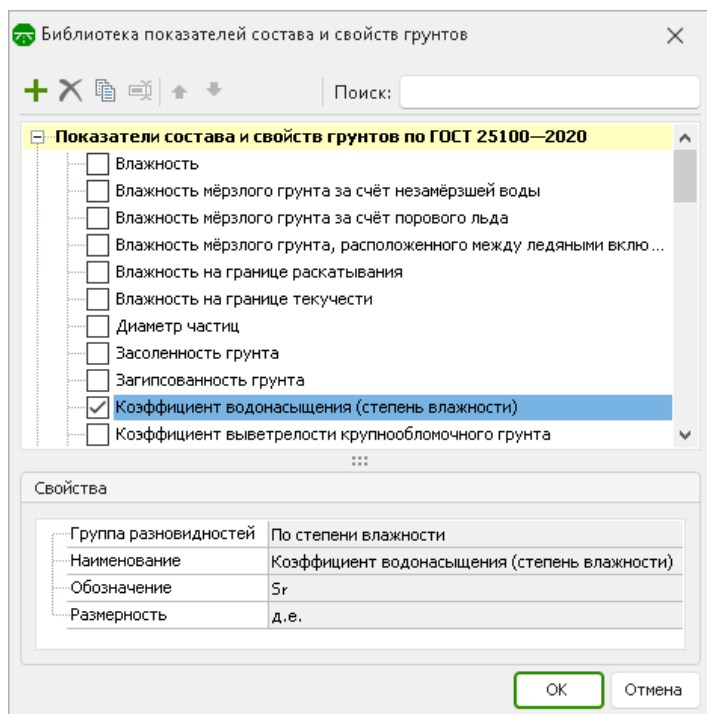 Библиотека показателей состава и свойств грунтов
Поиск:
Показатели состава и свойств грунтов по ГОСТ 25100—2020
Влажность
Влажность мёрзлого грунта за счёт незамёрзшей воды
Влажность мёрзлого грунта за счёт порового льда
Влажность мёрзлого грунта, расположенного между ледяными вклю...
Влажность на границе раскатывания
Влажность на границе текучести
Диаметр частиц
Засоленность грунта
Загипсованность грунта
Коэффициент водонасыщения (степень влажности)
Коэффициент выветрелости крупнообломочного грунта
Свойства
Группа разновидностей По степени влажности
Наименование Коэффициент водонасыщения (степень влажности)
Обозначение Sr
Размерность д.е.
ОК Отмена